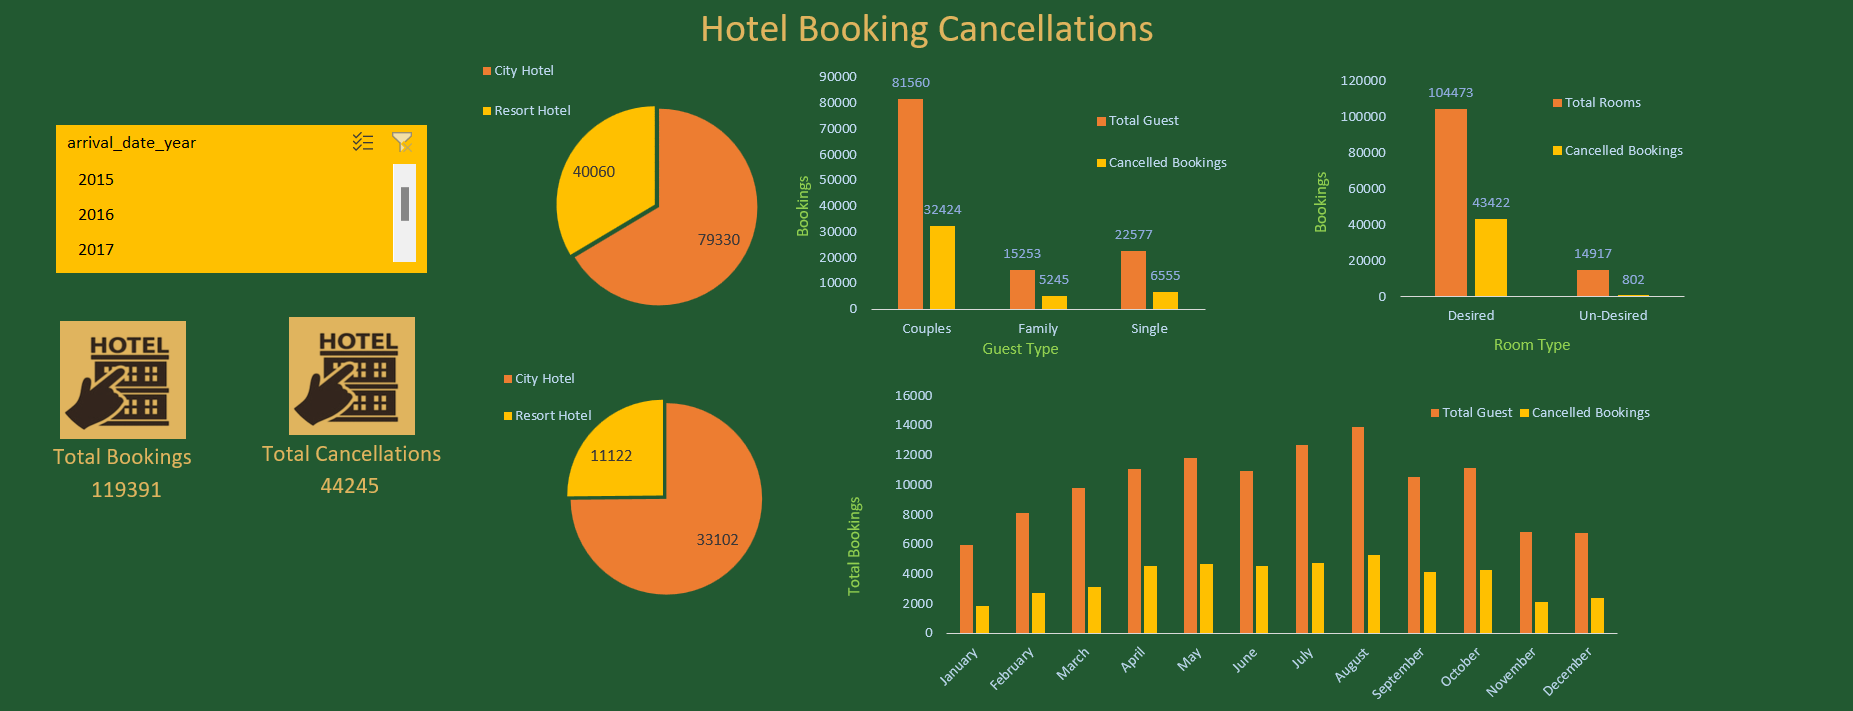 Hotel Booking Cancellations
arrival_date_year
2015
2016
2017
HOTEL
Total Bookings
119391
HOTEL
Total Cancellations
44245
City Hotel
Resort Hotel
40060
79330
City Hotel
Resort Hotel
11122
33102
90000
80000
70000
60000
50000
40000
30000
20000
10000
0
Bookings
81560
32424
15253
5245
22577
6555
Total Guest
Cancelled Bookings
Couples
Family
Single
Guest Type
120000
100000
80000
60000
40000
20000
0
Bookings
104473
43422
14917
802
Total Rooms
Cancelled Bookings
Desired
Un-Desired
Room Type
16000
14000
12000
10000
8000
6000
4000
2000
0
Total Bookings
Total Guest
Cancelled Bookings
January
February
March
April
May
June
July
August
September
October
November
December